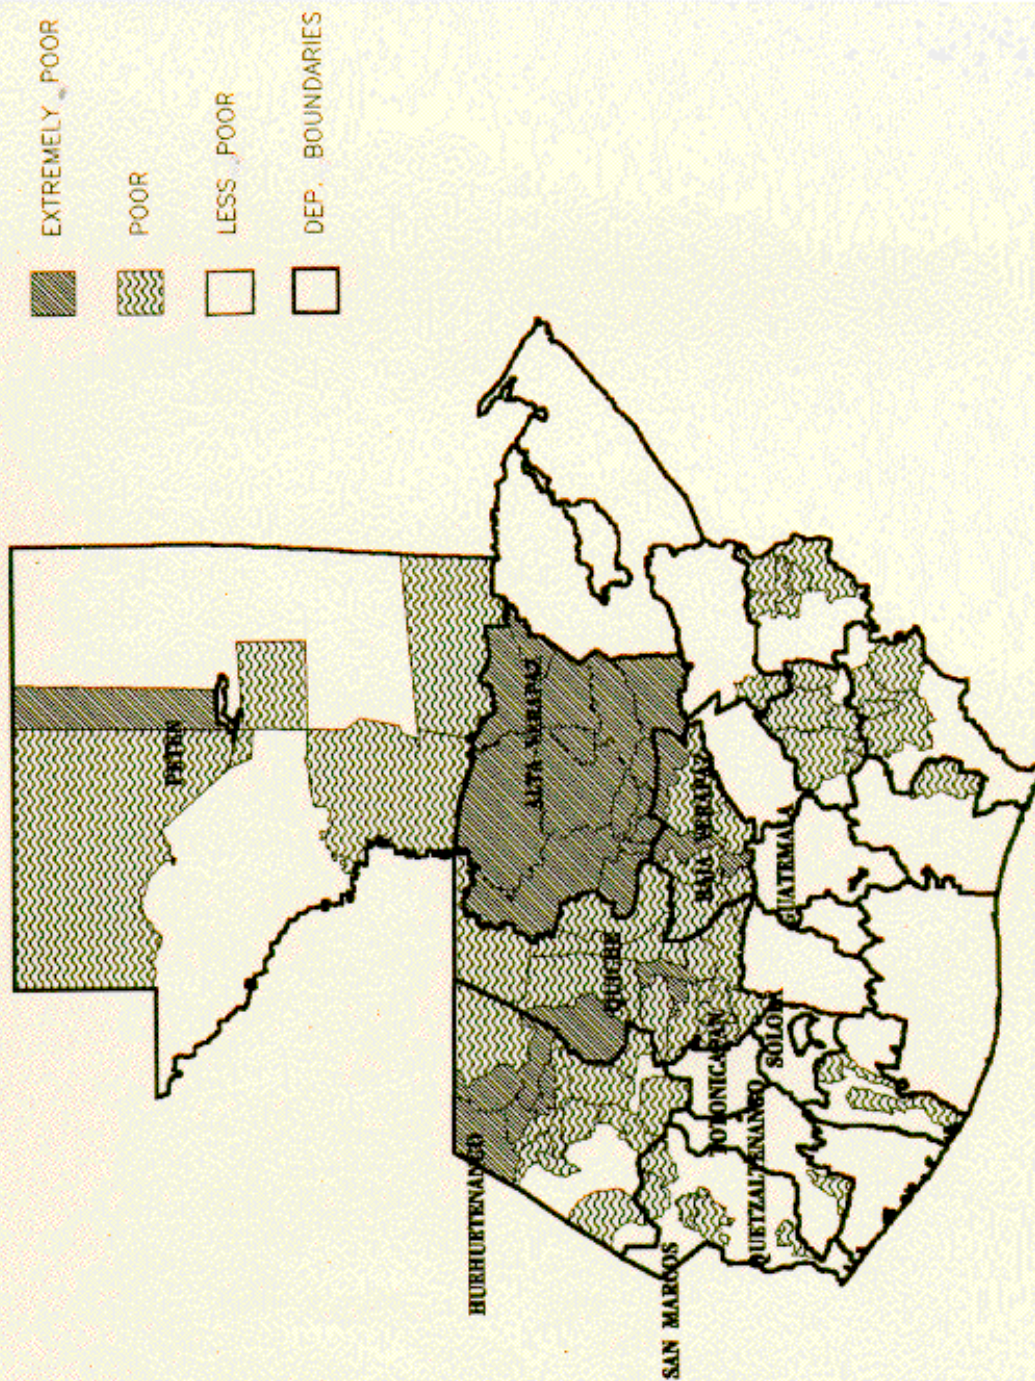 EXTREMELY POOR
POOR
LESS POOR
DEP. BOUNDARIES
PETEN
HUEHUETENANGO
ALTA VERAPAZ
QUICHE
BAJA VERAPAZ
SAN MARCOS
TOTONICAPAN
QUETZALTENANGO
SOLOLA
GUATEMALA